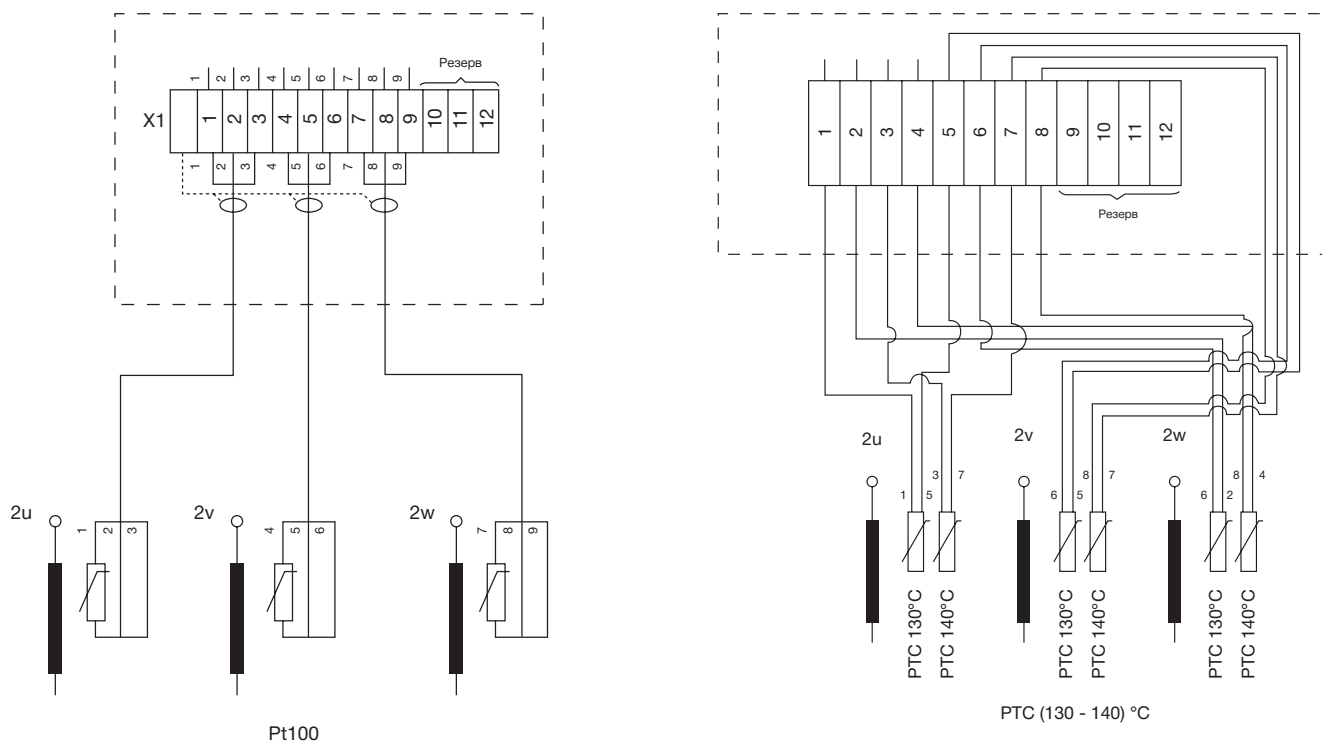 Резерв
1 2 3 4 5 6 7 8 9
X1
1 2 3 4 5 6 7 8 9 10 11 12
1 2 3 4 5 6 7 8 9
2u
1 2 3
2v
4 5 6
2w
7 8 9
Pt100
1 2 3 4 5 6 7 8 9 10 11 12
Резерв
2u
2v
2w
3 7
1 5
8 7
6 5
8 4
6 2
PTC 130°C
PTC 140°C
PTC 130°C
PTC 140°C
PTC 130°C
PTC 140°C
PTC (130 - 140) °C